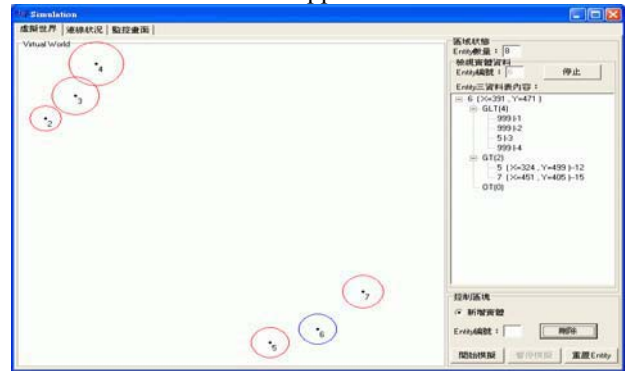 Simulation
虛擬世界 連線狀況 監控畫面
Virtual World
4
3
2
7
6
5
區域狀態
Entity數量： 8
檢視實體資料
Entity編號： 6 停止
Entity三資料表內容：
6 (X=391 , Y=471 )
GLT(4)
999 |-1
999 |-2
5 |-3
999 |-4
GT(2)
5 (X=324 , Y=499 )-12
7 (X=451 , Y=405 )-15
OT(0)
控制區塊
新增實體
Entity編號： 刪除
開始模擬 暫停模擬 重置Entity